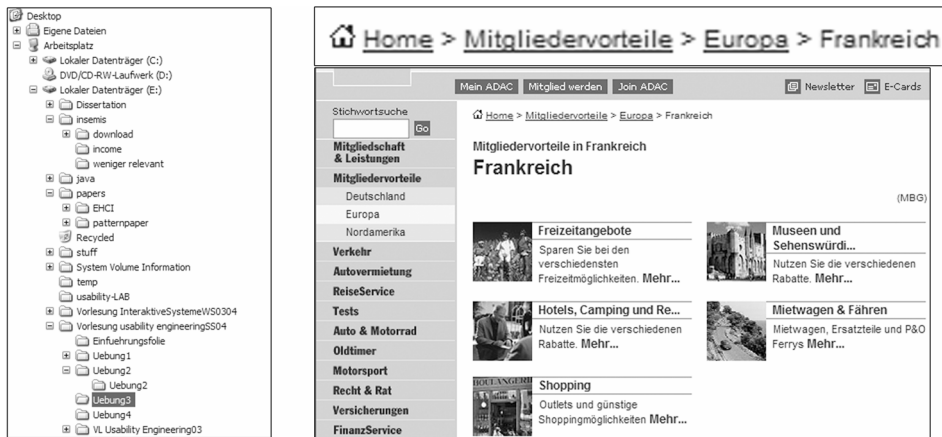 Desktop
Eigene Dateien
Arbeitsplatz
Lokaler Datenträger (C:)
DVD/CD-RW-Laufwerk (D:)
Lokaler Datenträger (E:)
Dissertation
insemis
download
income
weniger relevant
java
papers
EHCI
patternpaper
Recycled
stuff
System Volume Information
temp
usability-LAB
Vorlesung InteraktiveSystemeWS0304
Vorlesung usability engineeringSS04
Einfuehrungsfolie
Uebung1
Uebung2
Uebung2
Uebung3
Uebung4
VL Usability Engineering03
Home > Mitgliedervorteile > Europa > Frankreich
Mein ADAC Mitglied werden Join ADAC Newsletter E-Cards
Stichwortsuche
Go
Mitgliedschaft
& Leistungen
Mitgliedervorteile
Deutschland
Europa
Nordamerika
Verkehr
Autovermietung
ReiseService
Tests
Auto & Motorrad
Oldtimer
Motorsport
Recht & Rat
Versicherungen
FinanzService
Home > Mitgliedervorteile > Europa > Frankreich
Mitgliedervorteile in Frankreich
Frankreich
(MBG)
Freizeitangebote
Sparen Sie bei den
verschiedensten
Freizeitmöglichkeiten. Mehr...
Museen und
Sehenswürdi...
Nutzen Sie die verschiedenen
Rabatte. Mehr...
Hotels, Camping und Re...
Nutzen Sie die verschiedenen
Rabatte. Mehr...
Mietwagen & Fähren
Mietwagen, Ersatzteile und P&O
Ferrys Mehr...
BOULANGERIE
Shopping
Outlets und günstige
Shoppingmöglichkeiten Mehr...